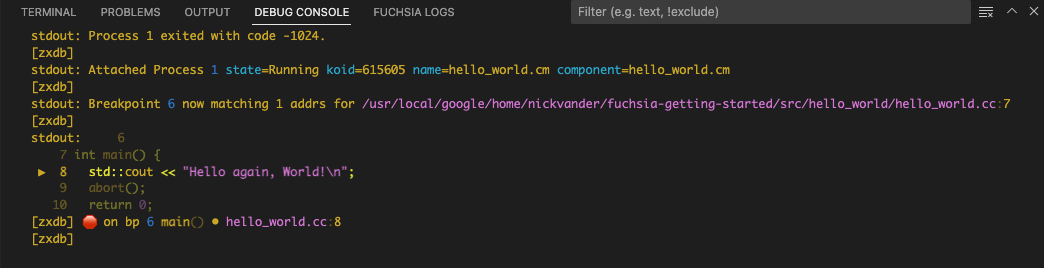 TERMINAL PROBLEMS OUTPUT DEBUG CONSOLE FUCHSIA LOGS Filter (e.g. text, !exclude)
stdout: Process 1 exited with code -1024.
[zxdb]
stdout: Attached Process 1 state=Running koid=615605 name=hello_world.cm component=hello_world.cm
[zxdb]
stdout: Breakpoint 6 now matching 1 addrs for /usr/local/google/home/nickvander/fuchsia-getting-started/src/hello_world/hello_world.cc:7
[zxdb]
stdout:     6
7 int main() {
▶ 8   std::cout << "Hello again, World!\n";
9   abort();
10   return 0;
[zxdb] 🛑 on bp 6 main() • hello_world.cc:8
[zxdb]